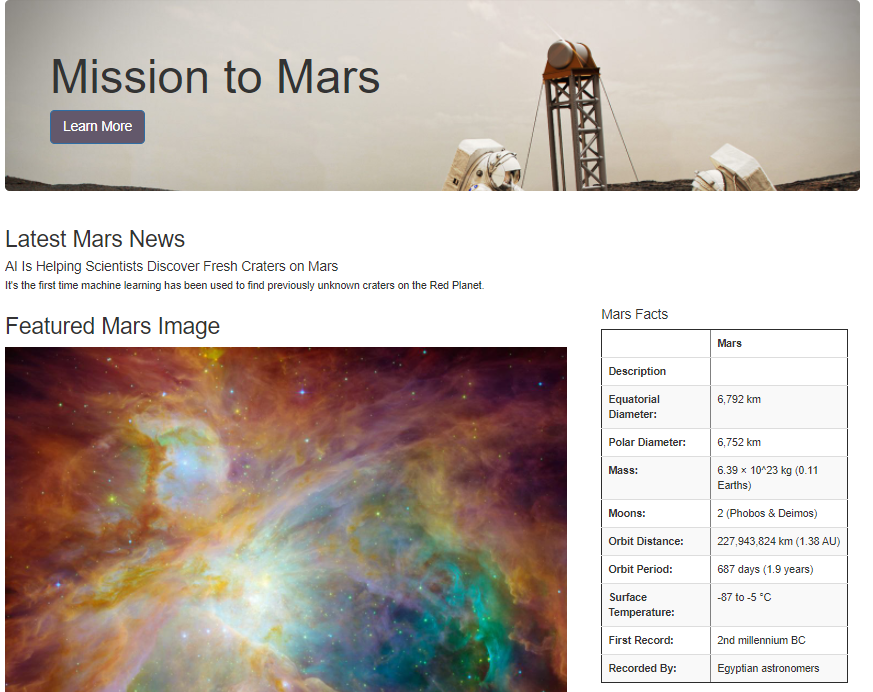 Mission to Mars
Learn More
Latest Mars News
AI Is Helping Scientists Discover Fresh Craters on Mars
It's the first time machine learning has been used to find previously unknown craters on the Red Planet.
Featured Mars Image
Mars Facts
Mars
Description
Equatorial
Diameter:
6,792 km
Polar Diameter:
6,752 km
Mass:
6.39 × 10^23 kg (0.11
Earths)
Moons:
2 (Phobos & Deimos)
Orbit Distance:
227,943,824 km (1.38 AU)
Orbit Period:
687 days (1.9 years)
Surface
Temperature:
-87 to -5 °C
First Record:
2nd millennium BC
Recorded By:
Egyptian astronomers